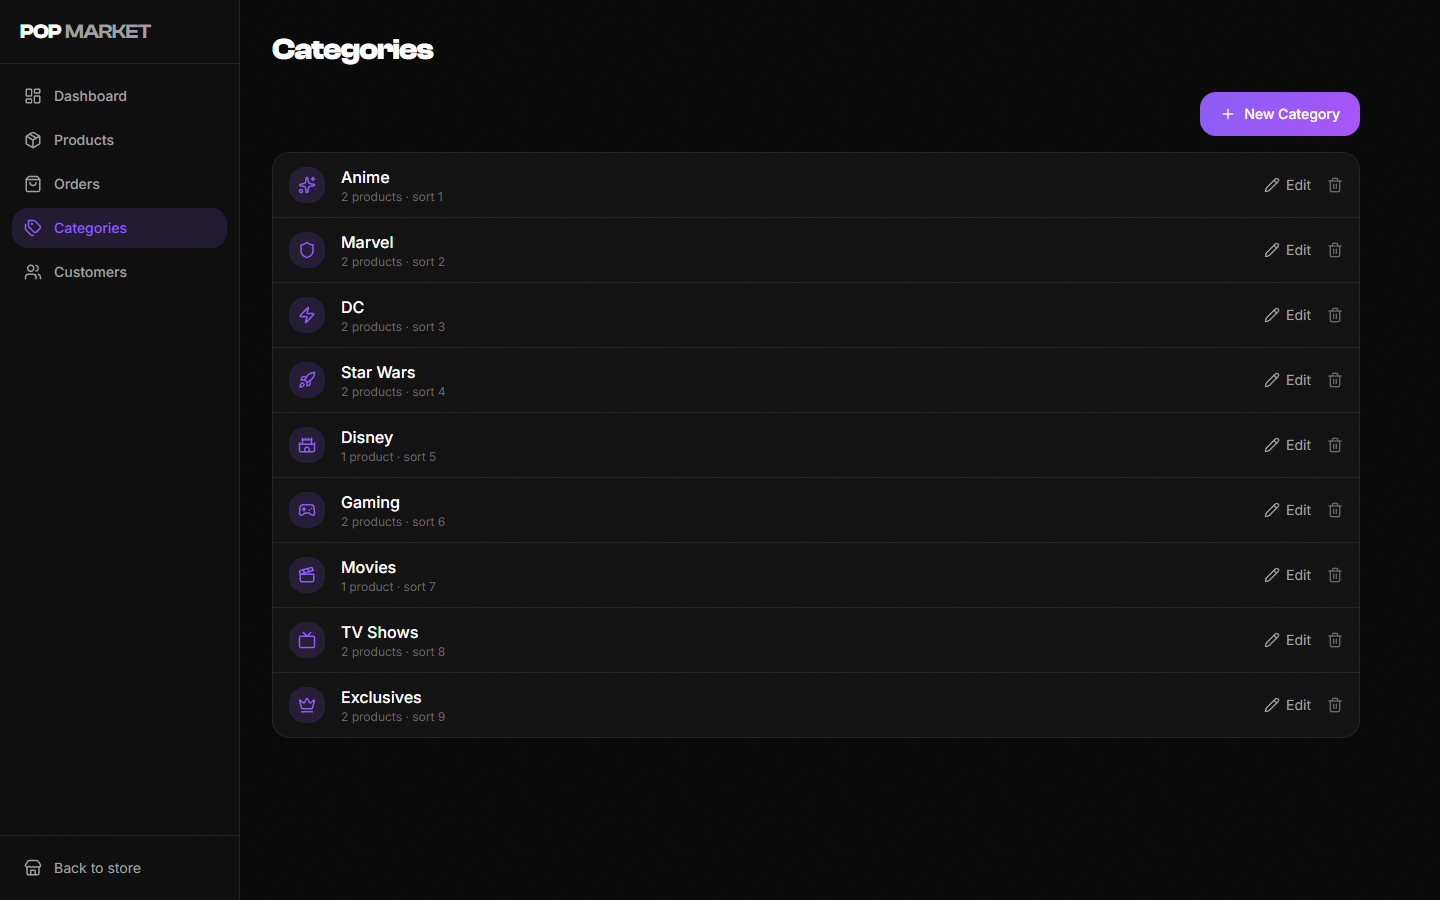 POP MARKET
Dashboard
Products
Orders
Categories
Customers
Back to store
Categories
New Category
Anime
2 products · sort 1
Edit
Marvel
2 products · sort 2
Edit
DC
2 products · sort 3
Edit
Star Wars
2 products · sort 4
Edit
Disney
1 product · sort 5
Edit
Gaming
2 products · sort 6
Edit
Movies
1 product · sort 7
Edit
TV Shows
2 products · sort 8
Edit
Exclusives
2 products · sort 9
Edit